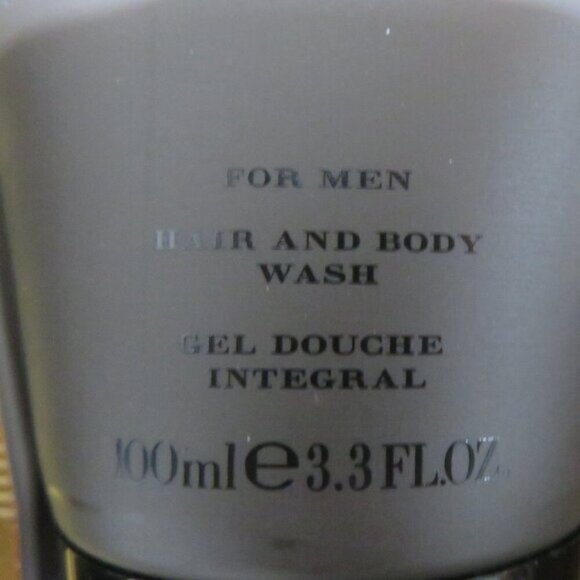 FOR MEN
HAIR AND BODY
WASH
GEL DOUCHE
INTEGRAL
100ml e 3.3 FL.OZ.